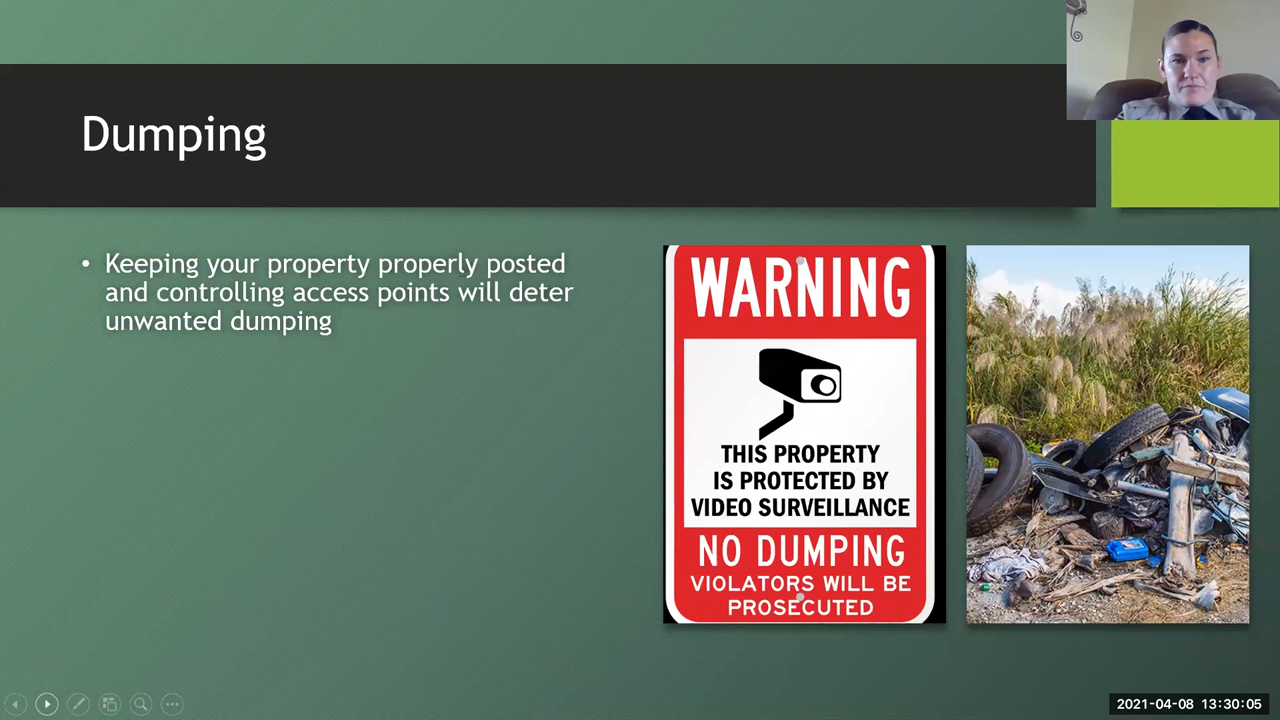 Dumping
• Keeping your property properly posted
and controlling access points will deter
unwanted dumping
WARNING
THIS PROPERTY
IS PROTECTED BY
VIDEO SURVEILLANCE
NO DUMPING
VIOLATORS WILL BE
PROSECUTED
2021-04-08 13:30:05